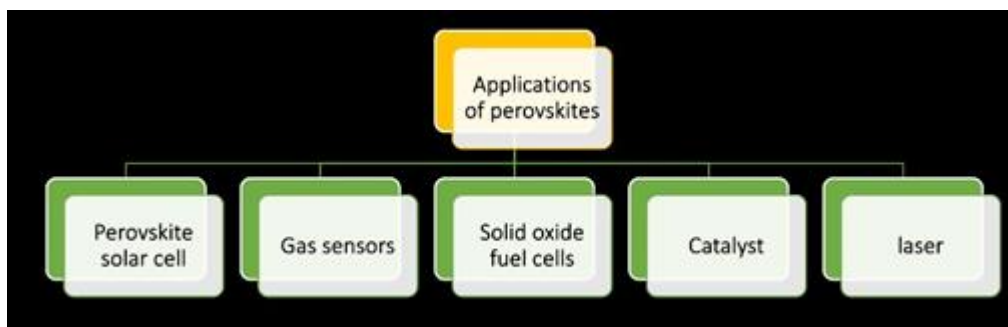 Applications
of perovskites
Perovskite
solar cell
Gas sensors
Solid oxide
fuel cells
Catalyst
laser